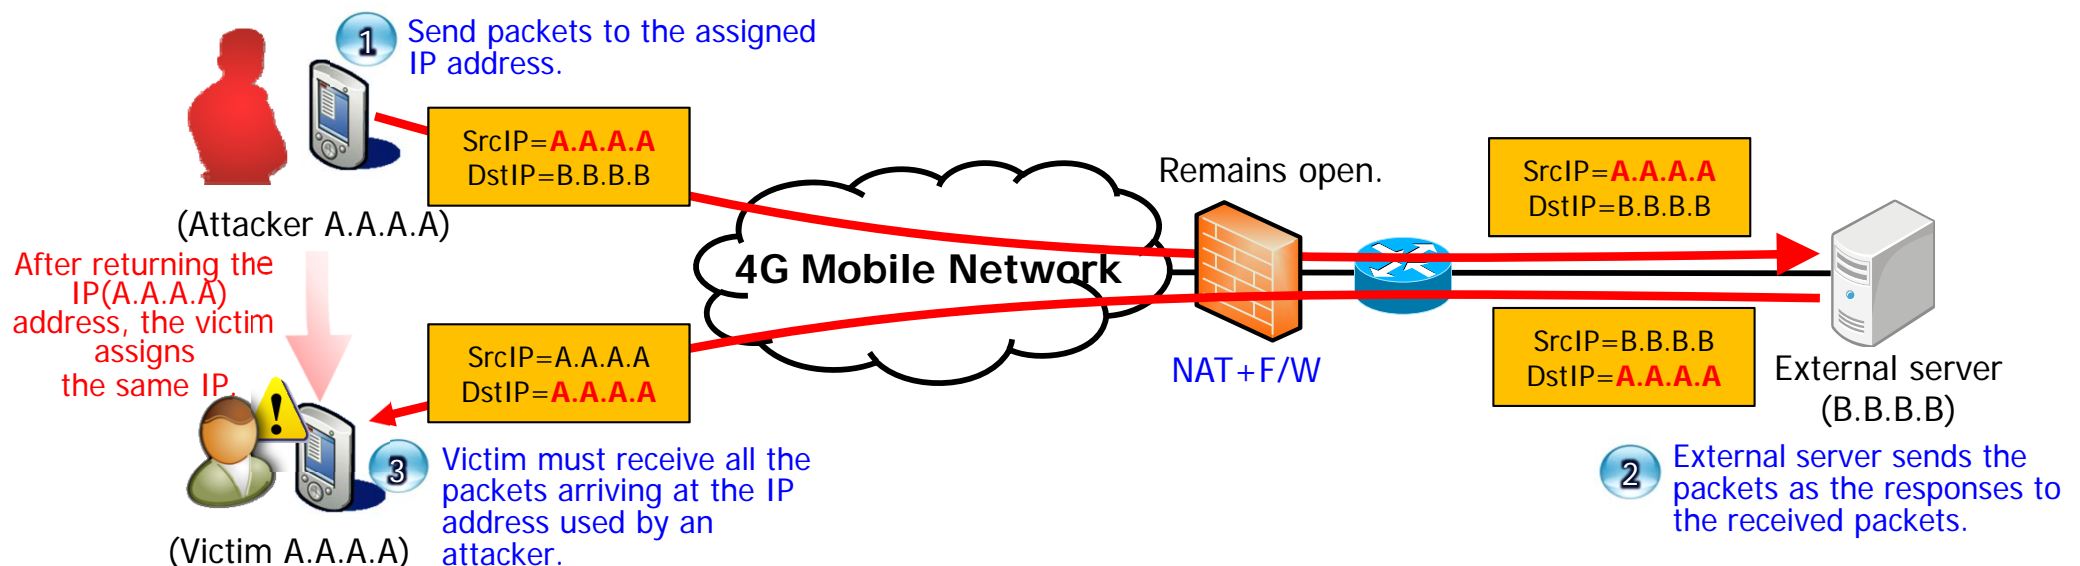 1
Send packets to the assigned
IP address.
SrcIP=A.A.A.A
DstIP=B.B.B.B
(Attacker A.A.A.A)
After returning the
IP(A.A.A.A)
address, the victim
assigns
the same IP.
4G Mobile Network
Remains open.
NAT+F/W
SrcIP=A.A.A.A
DstIP=B.B.B.B
SrcIP=B.B.B.B
DstIP=A.A.A.A
External server
(B.B.B.B)
2
External server sends the
packets as the responses to
the received packets.
SrcIP=A.A.A.A
DstIP=A.A.A.A
3
Victim must receive all the
packets arriving at the IP
address used by an
attacker.
(Victim A.A.A.A)